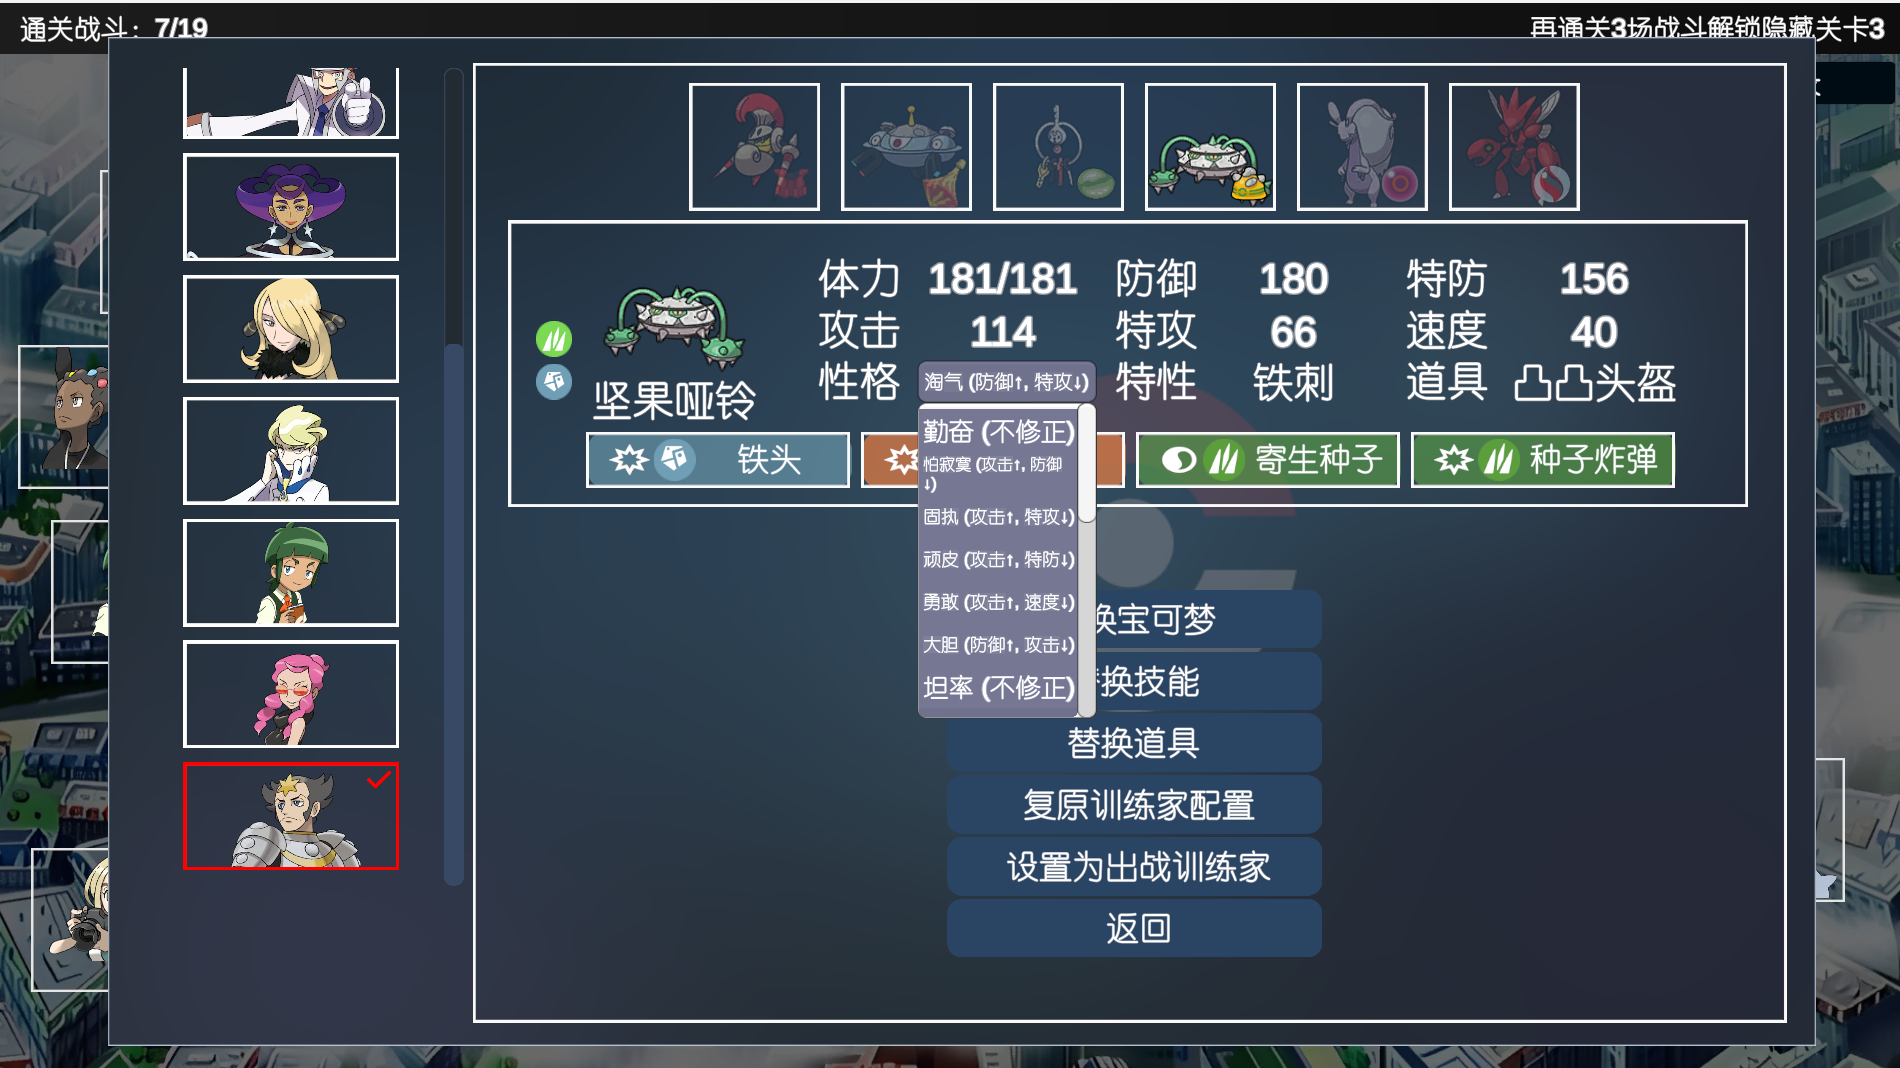 通关战斗：7/19
再通关3场战斗解锁隐藏关卡3
体力 181/181 防御 180 特防 156
攻击 114 特攻 66 速度 40
性格 淘气 (防御↑, 特攻↓) 特性 铁刺 道具 凸凸头盔
坚果哑铃
铁头 寄生种子 种子炸弹
勤奋 (不修正)
怕寂寞 (攻击↑, 防御
↓)
固执 (攻击↑, 特攻↓)
顽皮 (攻击↑, 特防↓)
勇敢 (攻击↑, 速度↓)
大胆 (防御↑, 攻击↓)
坦率 (不修正)
换宝可梦
换技能
替换道具
复原训练家配置
设置为出战训练家
返回